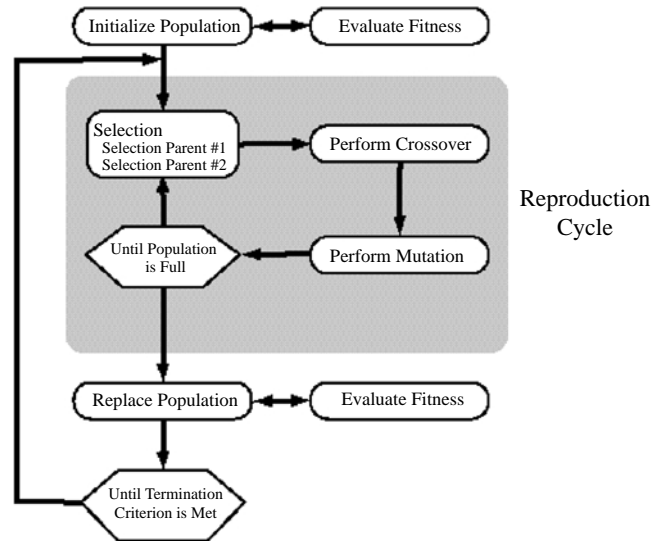 Initialize Population
Evaluate Fitness
Selection
Selection Parent #1
Selection Parent #2
Perform Crossover
Reproduction
Cycle
Until Population
is Full
Perform Mutation
Replace Population
Evaluate Fitness
Until Termination
Criterion is Met